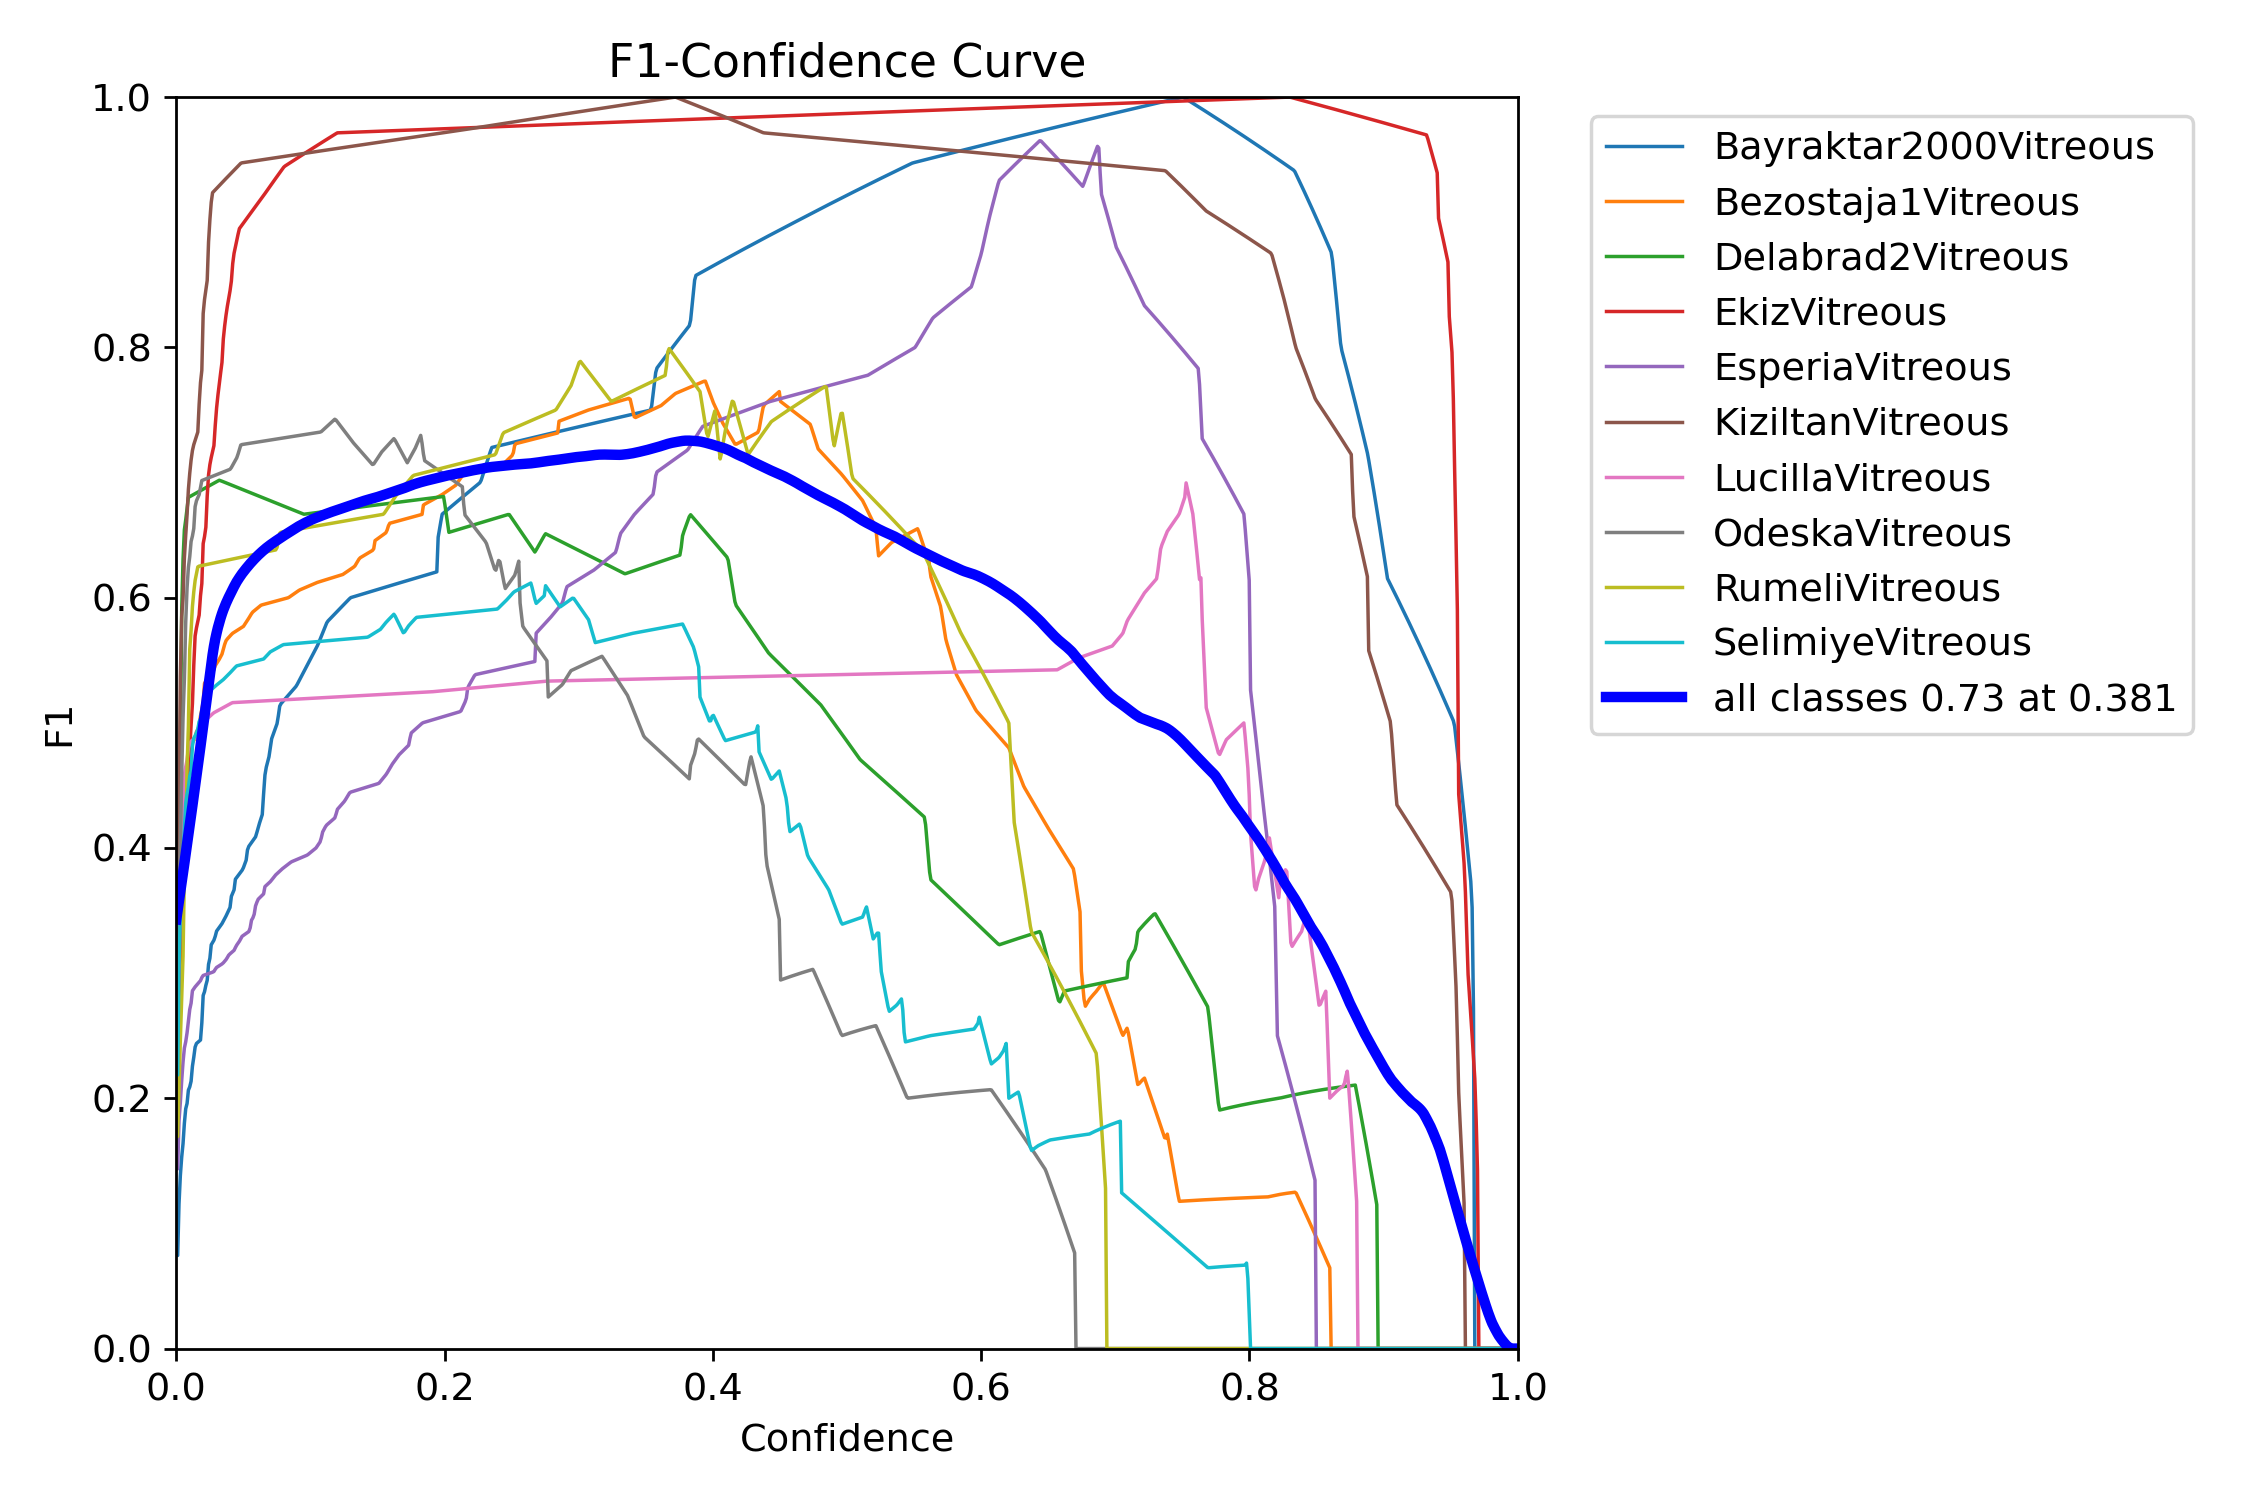 F1-Confidence Curve
1.0
0.8
0.6
0.4
0.2
0.0
F1
0.0 0.2 0.4 0.6 0.8 1.0
Confidence
Bayraktar2000Vitreous
Bezostaja1Vitreous
Delabrad2Vitreous
EkizVitreous
EsperiaVitreous
KiziltanVitreous
LucillaVitreous
OdeskaVitreous
RumeliVitreous
SelimiyeVitreous
all classes 0.73 at 0.381